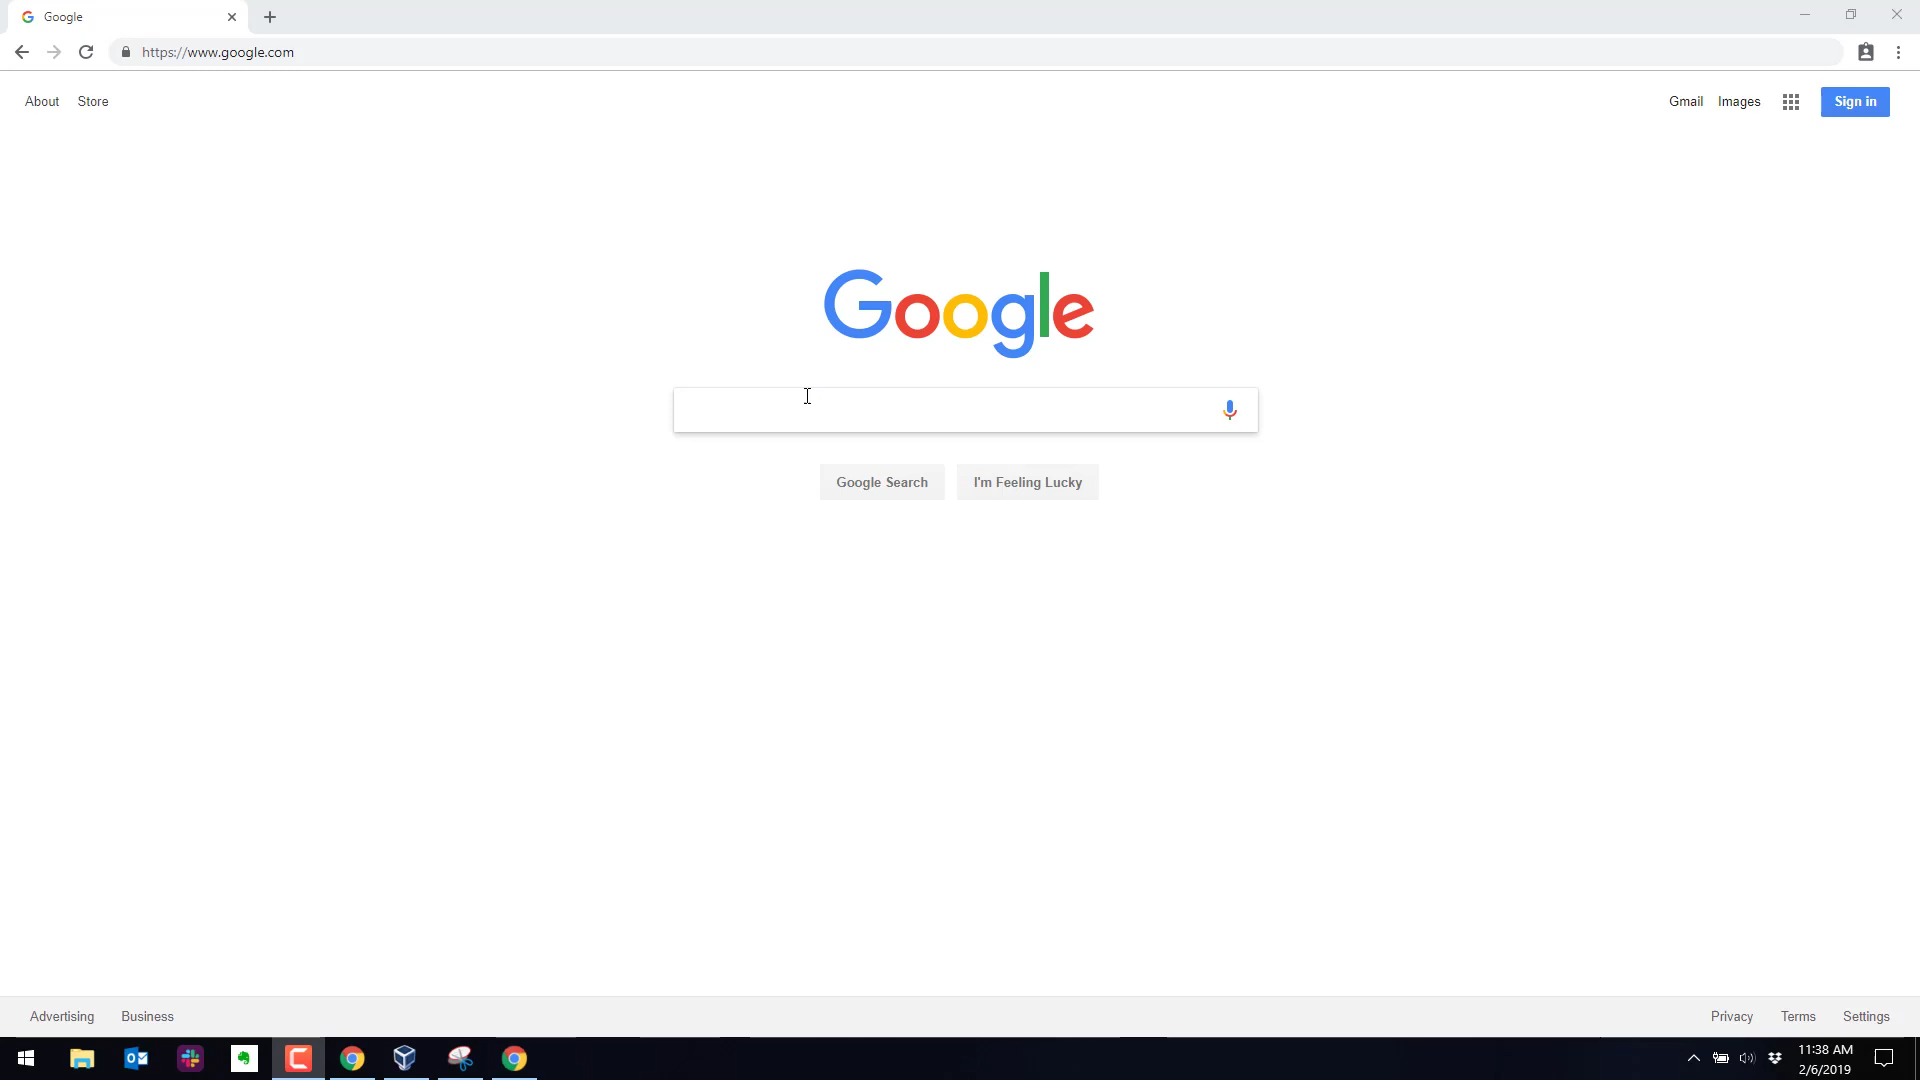 Google
https://www.google.com
About Store
Gmail Images Sign in
Google
Google Search I'm Feeling Lucky
Advertising Business
Privacy Terms Settings
11:38 AM
2/6/2019